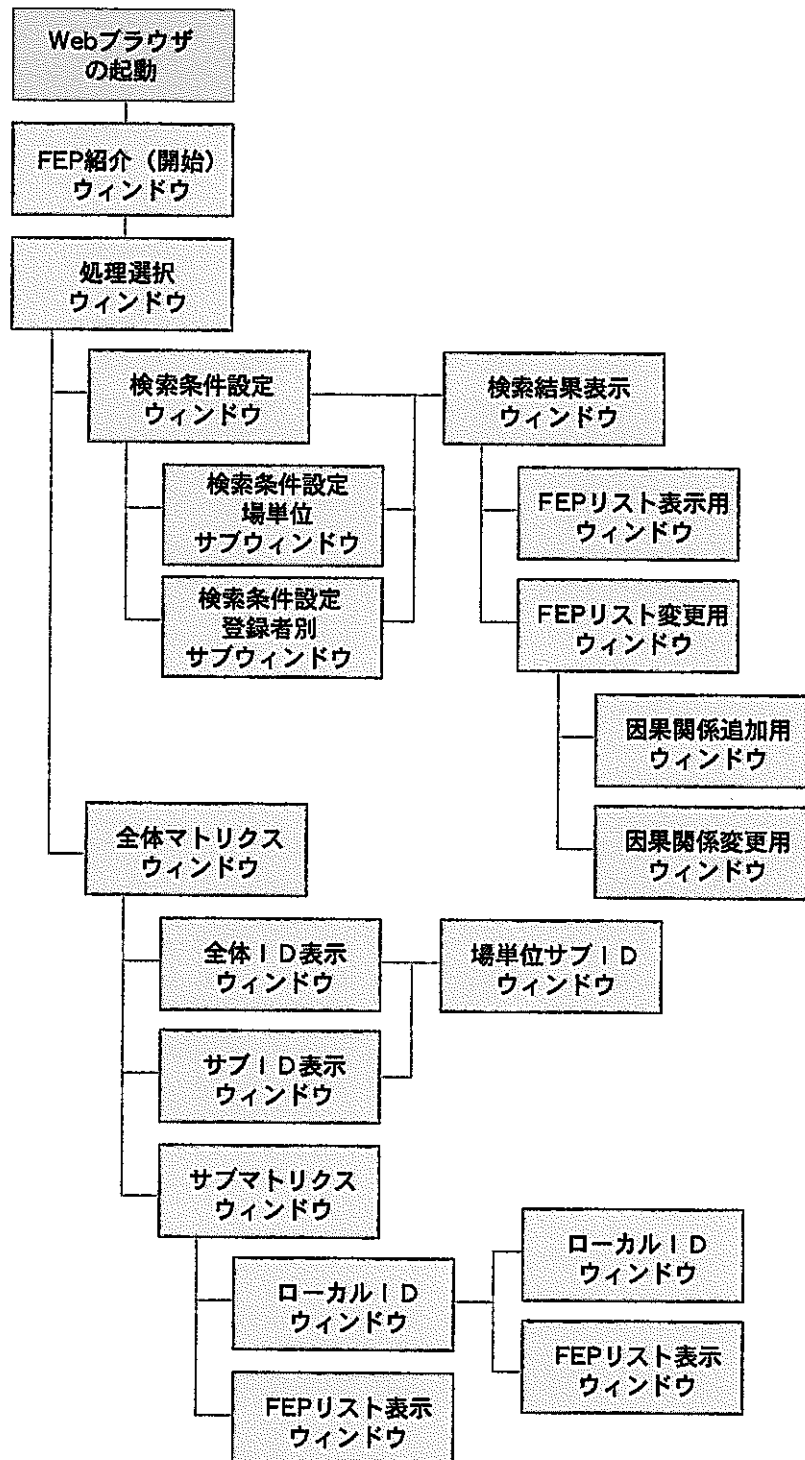 Webブラウザ
の起動
FEP紹介(開始)
ウィンドウ
処理選択
ウィンドウ
検索条件設定
ウィンドウ
検索結果表示
ウィンドウ
検索条件設定
場単位
サブウィンドウ
FEPリスト表示用
ウィンドウ
検索条件設定
登録者別
サブウィンドウ
FEPリスト変更用
ウィンドウ
因果関係追加用
ウィンドウ
因果関係変更用
ウィンドウ
全体マトリクス
ウィンドウ
全体ID表示
ウィンドウ
場単位サブID
ウィンドウ
サブID表示
ウィンドウ
サブマトリクス
ウィンドウ
ローカルID
ウィンドウ
ローカルID
ウィンドウ
FEPリスト表示
ウィンドウ
FEPリスト表示
ウィンドウ